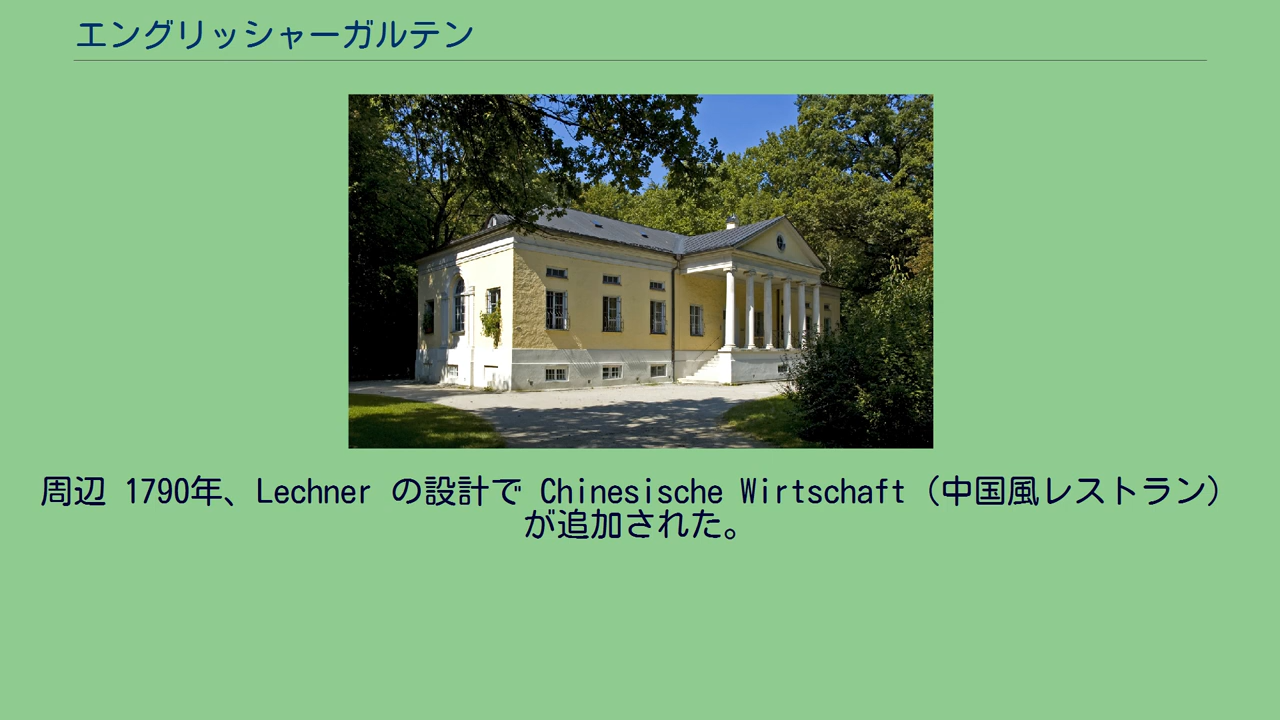 エングリッシャーガルテン
周辺 1790年、Lechner の設計で Chinesische Wirtschaft（中国風レストラン）
が追加された。